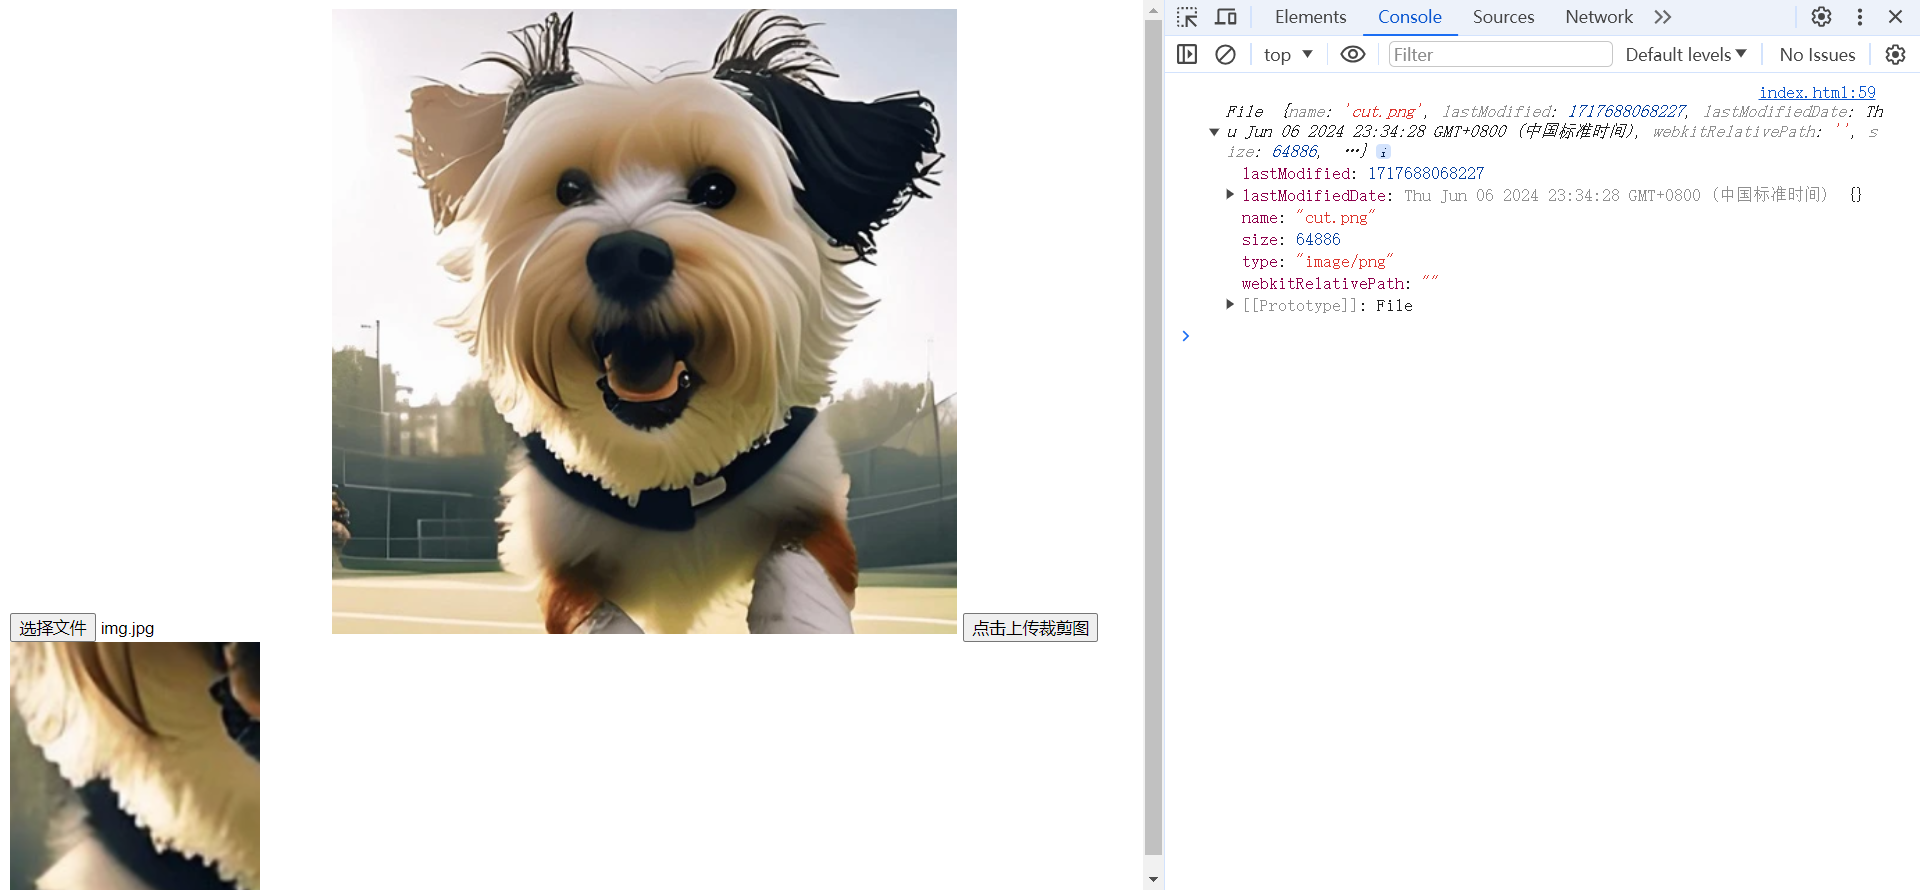 选择文件 img.jpg
点击上传裁剪图
Elements Console Sources Network
top Filter Default levels No Issues
index.html:59
File {name: 'cut.png', lastModified: 1717688068227, lastModifiedDate: Th
u Jun 06 2024 23:34:28 GMT+0800 (中国标准时间), webkitRelativePath: '', s
ize: 64886, …} i
lastModified: 1717688068227
lastModifiedDate: Thu Jun 06 2024 23:34:28 GMT+0800 (中国标准时间) {}
name: "cut.png"
size: 64886
type: "image/png"
webkitRelativePath: ""
[[Prototype]]: File